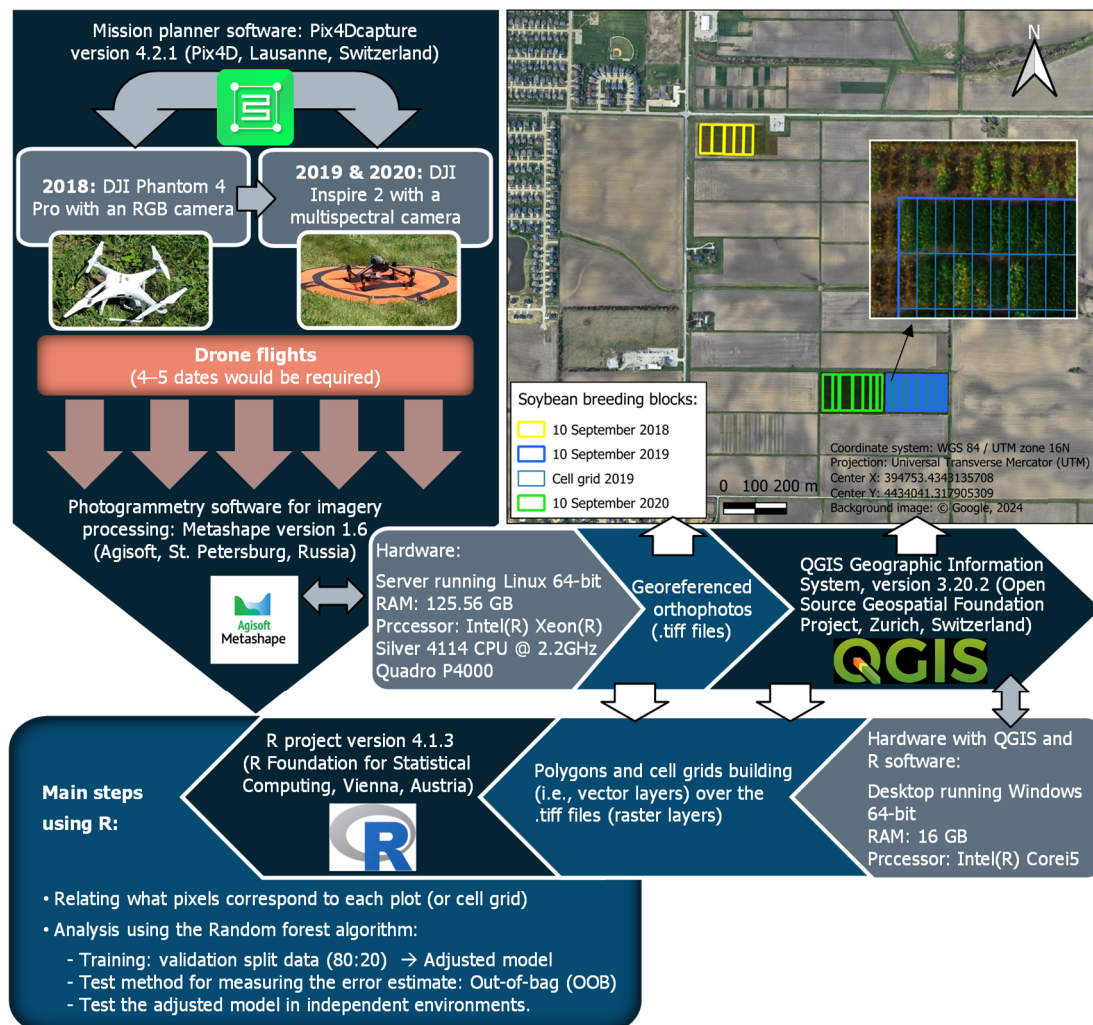 Mission planner software: Pix4Dcapture
version 4.2.1 (Pix4D, Lausanne, Switzerland)
2018: DJI Phantom 4
Pro with an RGB camera
2019 & 2020: DJI
Inspire 2 with a
multispectral camera
Drone flights
(4–5 dates would be required)
Photogrammetry software for imagery
processing: Metashape version 1.6
(Agisoft, St. Petersburg, Russia)
Agisoft
Metashape
N
Soybean breeding blocks:
10 September 2018
10 September 2019
Cell grid 2019
10 September 2020
0 100 200 m
Coordinate system: WGS 84 / UTM zone 16N
Projection: Universal Transverse Mercator (UTM)
Center X: 394753.4343135708
Center Y: 4434041.317905309
Background image: © Google, 2024
Hardware:
Server running Linux 64-bit
RAM: 125.56 GB
Prccessor: Intel(R) Xeon(R)
Silver 4114 CPU @ 2.2GHz
Quadro P4000
Georeferenced
orthophotos
(.tiff files)
QGIS Geographic Information
System, version 3.20.2 (Open
Source Geospatial Foundation
Project, Zurich, Switzerland)
QGIS
Hardware with QGIS and
R software:
Desktop running Windows
64-bit
RAM: 16 GB
Prccessor: Intel(R) Corei5
Polygons and cell grids building
(i.e., vector layers) over the
.tiff files (raster layers)
R project version 4.1.3
(R Foundation for Statistical
Computing, Vienna, Austria)
R
Main steps
using R:
• Relating what pixels correspond to each plot (or cell grid)
• Analysis using the Random forest algorithm:
- Training: validation split data (80:20) → Adjusted model
- Test method for measuring the error estimate: Out-of-bag (OOB)
- Test the adjusted model in independent environments.